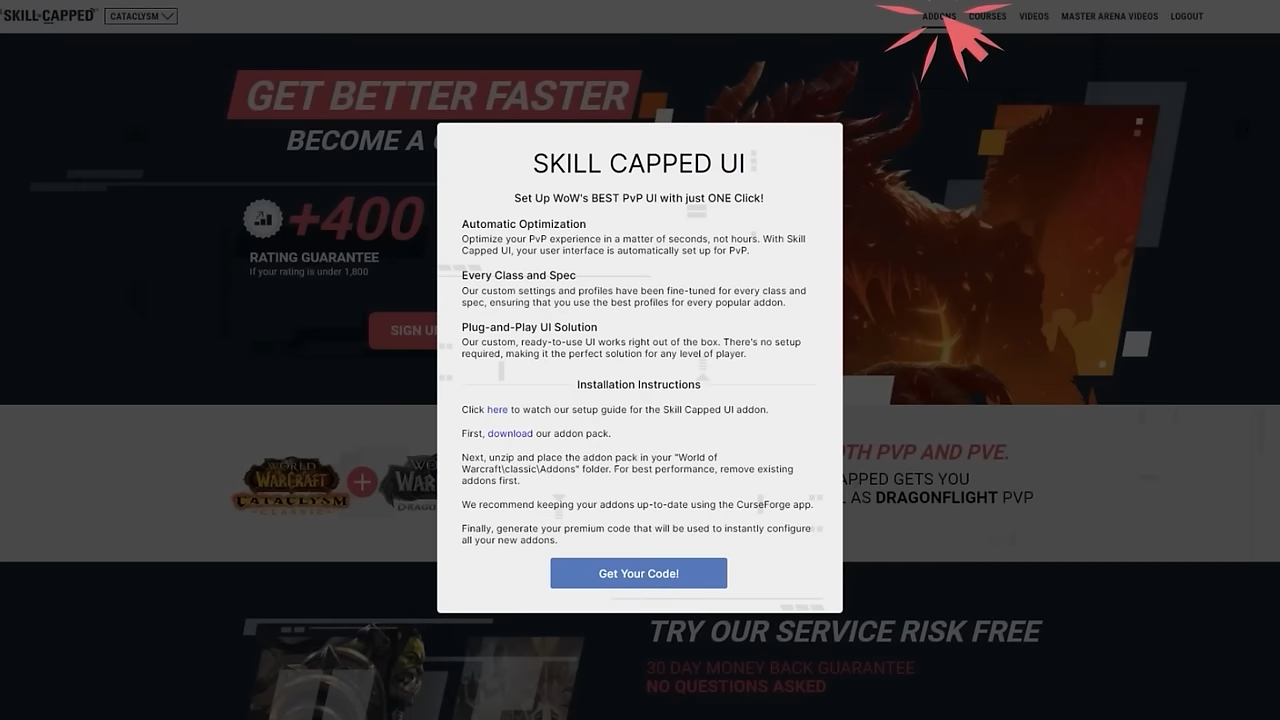 SKILL-CAPPED
CATACLYSM
ADDONS
COURSES
VIDEOS
MASTER ARENA VIDEOS
LOGOUT
GET BETTER FASTER
BECOME A
+400
RATING GUARANTEE
If your rating is under 1,800
SIGN U
SKILL CAPPED UI
Set Up WoW's BEST PvP UI with just ONE Click!
Automatic Optimization
Optimize your PvP experience in a matter of seconds, not hours. With Skill
Capped UI, your user interface is automatically set up for PvP.
Every Class and Spec
Our custom settings and profiles have been fine-tuned for every class and
spec, ensuring that you use the best profiles for every popular addon.
Plug-and-Play UI Solution
Our custom, ready-to-use UI works right out of the box. There's no setup
required, making it the perfect solution for any level of player.
Installation Instructions
Click here to watch our setup guide for the Skill Capped UI addon.
First, download our addon pack.
Next, unzip and place the addon pack in your "World of
Warcraft\classic\Addons" folder. For best performance, remove existing
addons first.
We recommend keeping your addons up-to-date using the CurseForge app.
Finally, generate your premium code that will be used to instantly configure
all your new addons.
Get Your Code!
WORLD
WARCRAFT
CATACLYSM
CLASSIC
+
OTH PVP AND PVE.
APPED GETS YOU
AS DRAGONFLIGHT PVP
TRY OUR SERVICE RISK FREE
30 DAY MONEY BACK GUARANTEE
NO QUESTIONS ASKED